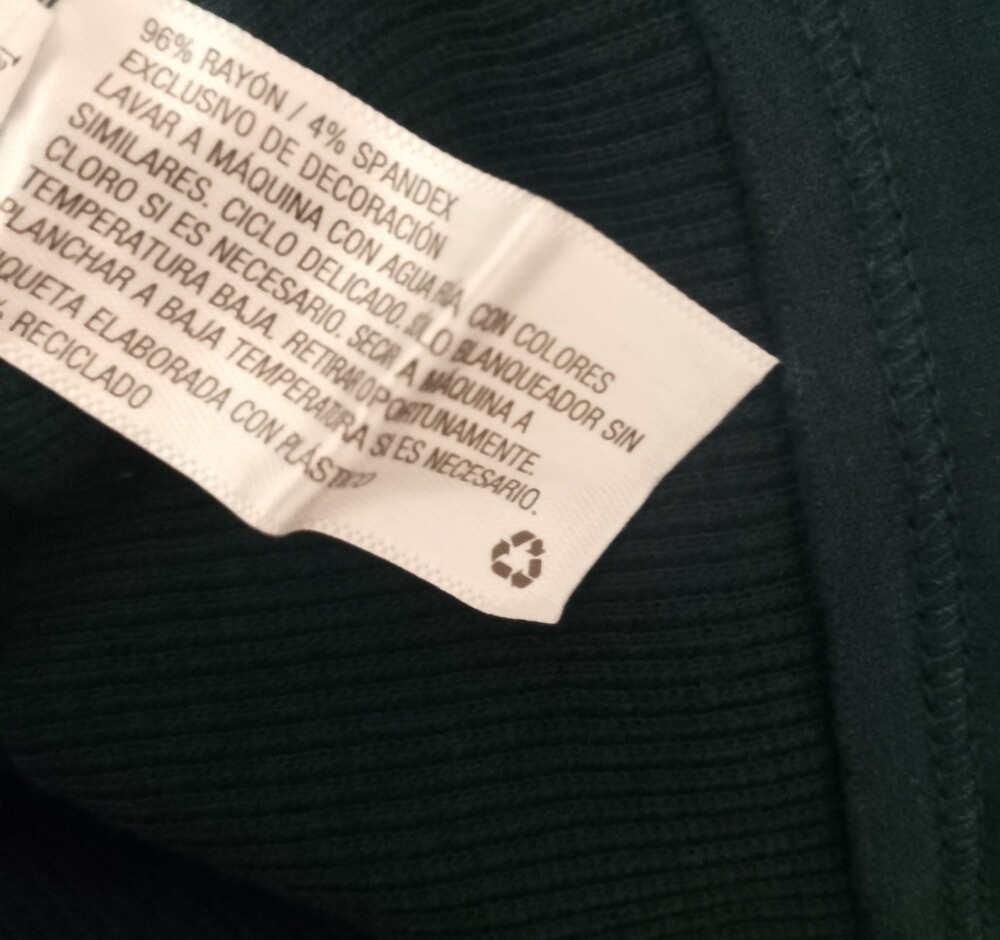 96% RAYÓN / 4% SPANDEX
EXCLUSIVO DE DECORACIÓN
LAVAR A MÁQUINA CON AGUA FRÍA, CON COLORES
SIMILARES. CICLO DELICADO. SOLO BLANQUEADOR SIN
CLORO SI ES NECESARIO. SECAR A MÁQUINA A
TEMPERATURA BAJA. RETIRAR OPORTUNAMENTE.
PLANCHAR A BAJA TEMPERATURA SI ES NECESARIO.
IQUETA ELABORADA CON PLÁSTICO
% RECICLADO